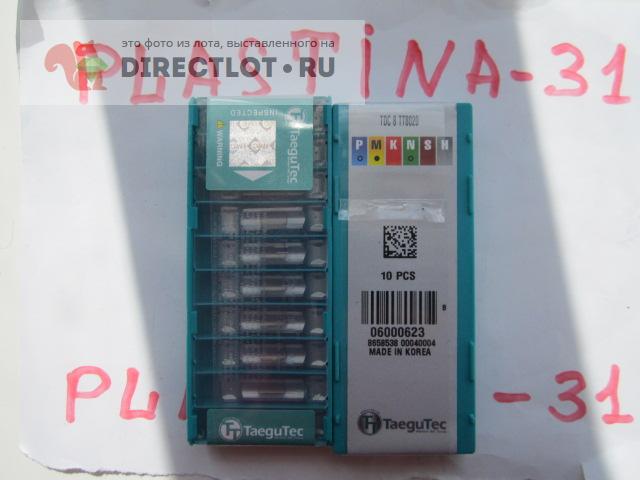 это фото из лота, выставленного на
DIRECTLOT.RU
PLASTINA-31
INSPECTED
WARNING
TaeguTec
TDC 8 TT8020
P M K N S H
10 PCS
8
06000623
8658538 00040004
MADE IN KOREA
TaeguTec
TaeguTec
-31